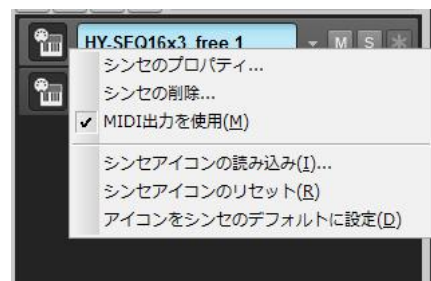 HY-SEQ16x3 free 1 M S
シンセのプロパティ...
シンセの削除...
MIDI出力を使用(M)
シンセアイコンの読み込み(I)...
シンセアイコンのリセット(R)
アイコンをシンセのデフォルトに設定(D)